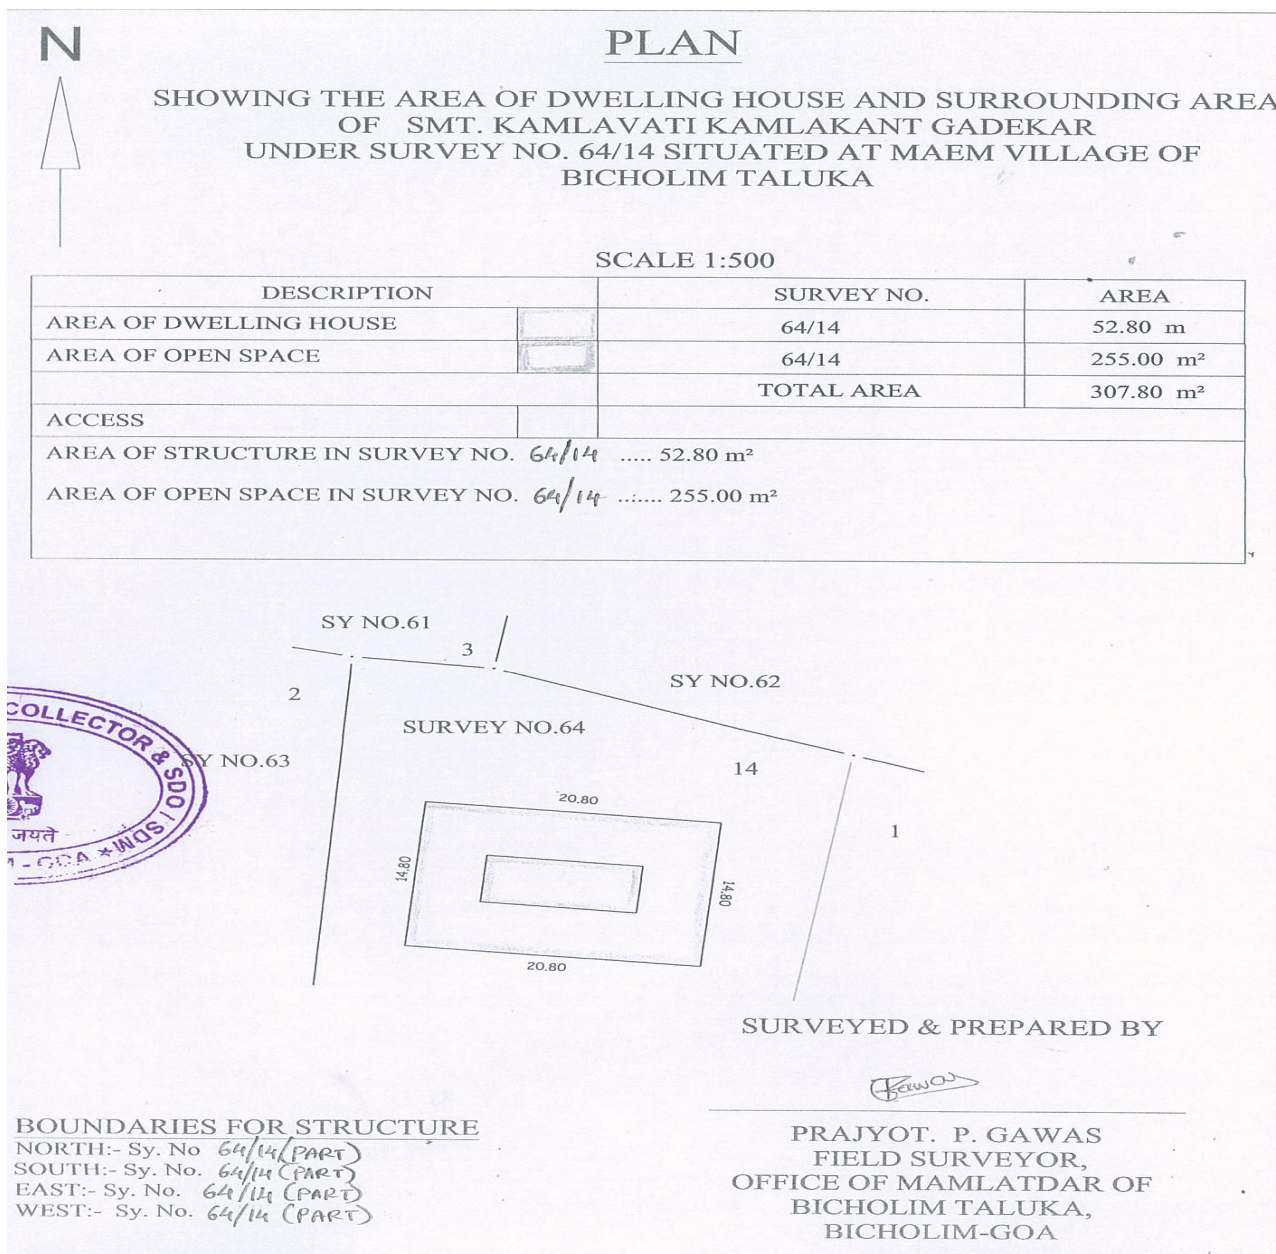 N
PLAN
SHOWING THE AREA OF DWELLING HOUSE AND SURROUNDING AREA
OF SMT. KAMLAVATI KAMLAKANT GADEKAR
UNDER SURVEY NO. 64/14 SITUATED AT MAEM VILLAGE OF
BICHOLIM TALUKA
SCALE 1:500
DESCRIPTION SURVEY NO. AREA
AREA OF DWELLING HOUSE 64/14 52.80 m
AREA OF OPEN SPACE 64/14 255.00 m²
TOTAL AREA 307.80 m²
ACCESS
AREA OF STRUCTURE IN SURVEY NO. 64/14 ..... 52.80 m²
AREA OF OPEN SPACE IN SURVEY NO. 64/14 ....... 255.00 m²
SY NO.61
3
2
SY NO.62
SURVEY NO.64
SY NO.63
14
1
20.80
14.80
14.80
20.80
COLLECTOR & SDO / SDM ★
जयते
SURVEYED & PREPARED BY
PRAJYOT. P. GAWAS
FIELD SURVEYOR,
OFFICE OF MAMLATDAR OF
BICHOLIM TALUKA,
BICHOLIM-GOA
BOUNDARIES FOR STRUCTURE
NORTH:- Sy. No 64/14(PART)
SOUTH:- Sy. No. 64/14 (PART)
EAST:- Sy. No. 64/14 (PART)
WEST:- Sy. No. 64/14 (PART)